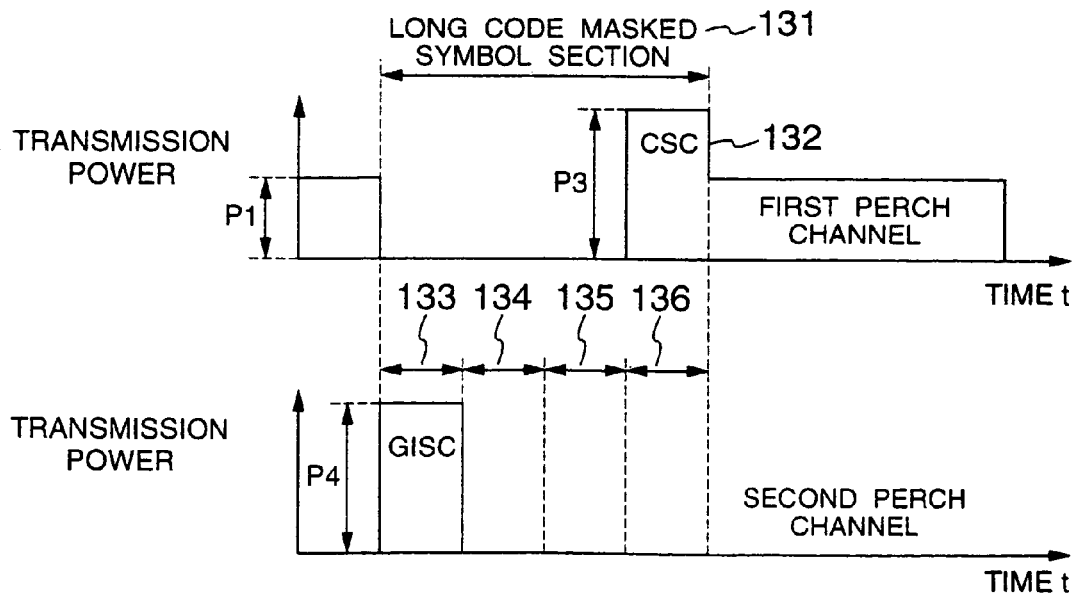 LONG CODE MASKED 131
SYMBOL SECTION
TRANSMISSION
POWER
P1
P3
CSC 132
FIRST PERCH
CHANNEL
TIME t
133 134 135 136
TRANSMISSION
POWER
P4
GISC
SECOND PERCH
CHANNEL
TIME t